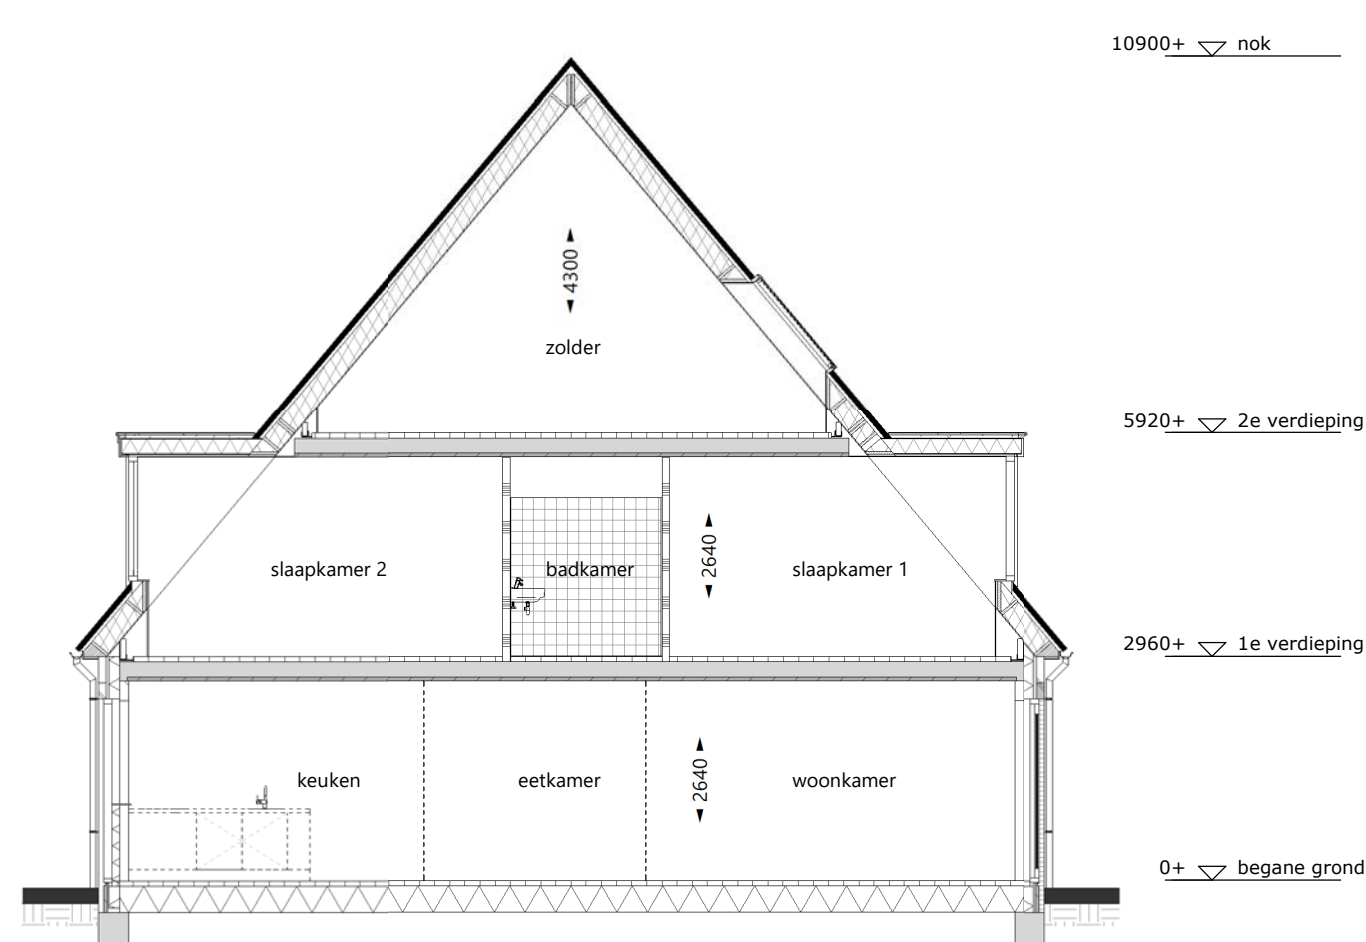 10900+ nok
4300
zolder
5920+ 2e verdieping
slaapkamer 2
badkamer
2640
slaapkamer 1
2960+ 1e verdieping
keuken
eetkamer
2640
woonkamer
0+ begane grond